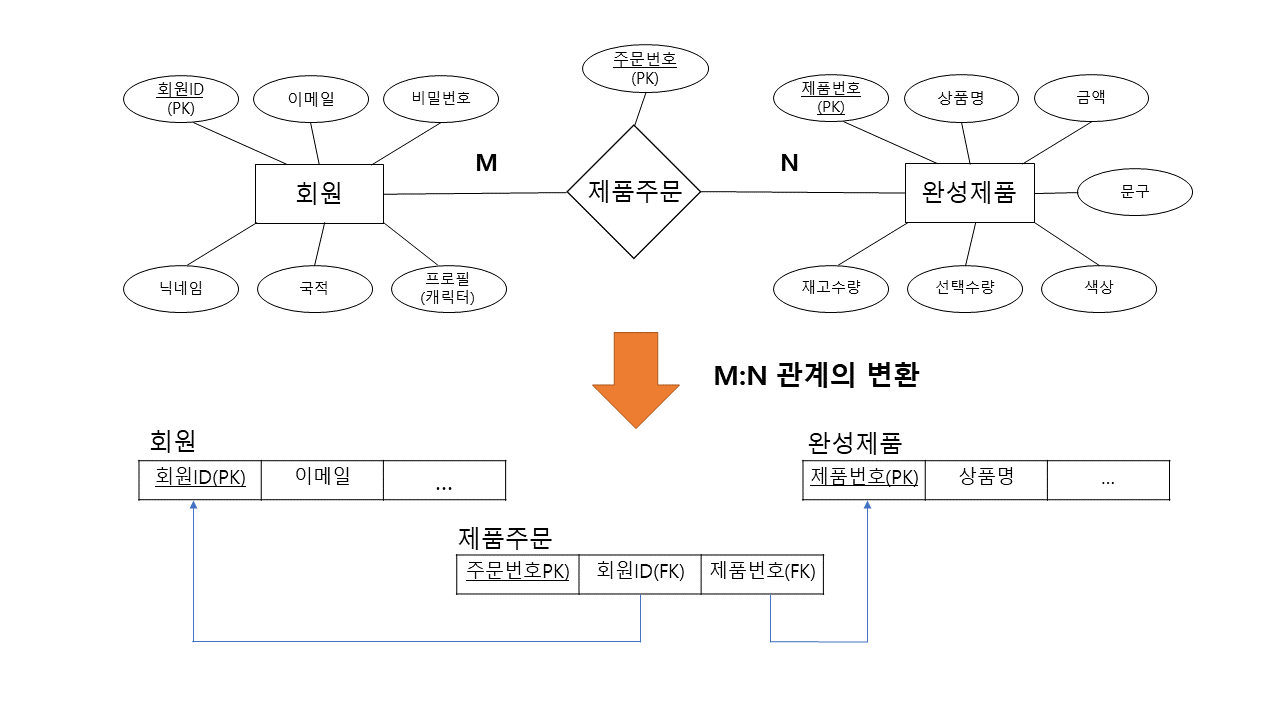 주문번호
(PK)
회원ID
(PK)
이메일
비밀번호
제품번호
(PK)
상품명
금액
M
N
회원
제품주문
완성제품
문구
닉네임
국적
프로필
(캐릭터)
재고수량
선택수량
색상
M:N 관계의 변환
회원
회원ID(PK)
이메일
...
완성제품
제품번호(PK)
상품명
...
제품주문
주문번호PK)
회원ID(FK)
제품번호(FK)